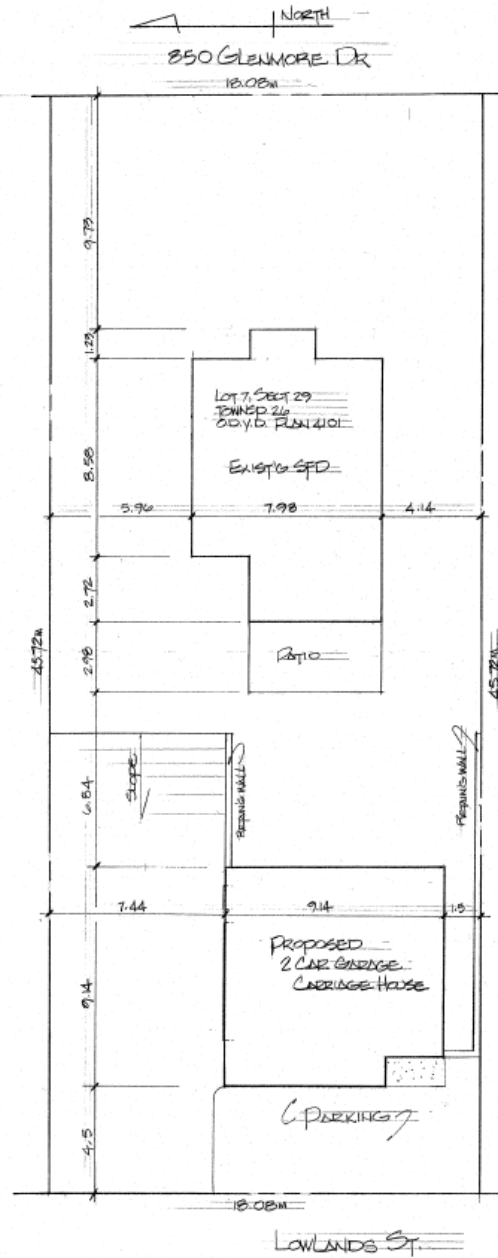 NORTH
850 GLENMORE DR
18.08M
9.73
1.23
LOT 7, SECT 29
TOWNSP. 26
O.D.Y.D. PLAN 4101
EXIST'G SFD
8.58
5.96
7.98
4.14
2.72
2.98
PATIO
45.72M
45.72M
SLOPE
RETAINING WALL
RETAINING WALL
6.84
7.44
9.14
1.5
PROPOSED
2 CAR GARAGE
CARRIAGE HOUSE
9.14
PARKING
4.5
18.08M
LOWLANDS ST.